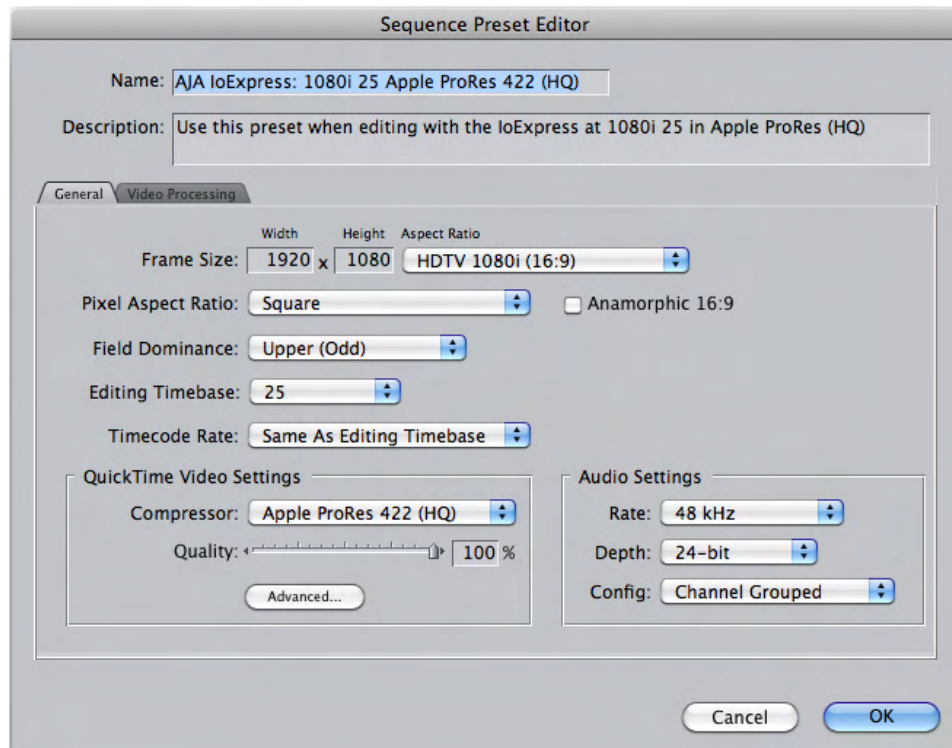 Sequence Preset Editor
Name: AJA IoExpress: 1080i 25 Apple ProRes 422 (HQ)
Description: Use this preset when editing with the IoExpress at 1080i 25 in Apple ProRes (HQ)
General Video Processing
Width Height Aspect Ratio
Frame Size: 1920 x 1080 HDTV 1080i (16:9)
Pixel Aspect Ratio: Square Anamorphic 16:9
Field Dominance: Upper (Odd)
Editing Timebase: 25
Timecode Rate: Same As Editing Timebase
QuickTime Video Settings
Compressor: Apple ProRes 422 (HQ)
Quality: 100 %
Advanced...
Audio Settings
Rate: 48 kHz
Depth: 24-bit
Config: Channel Grouped
Cancel OK